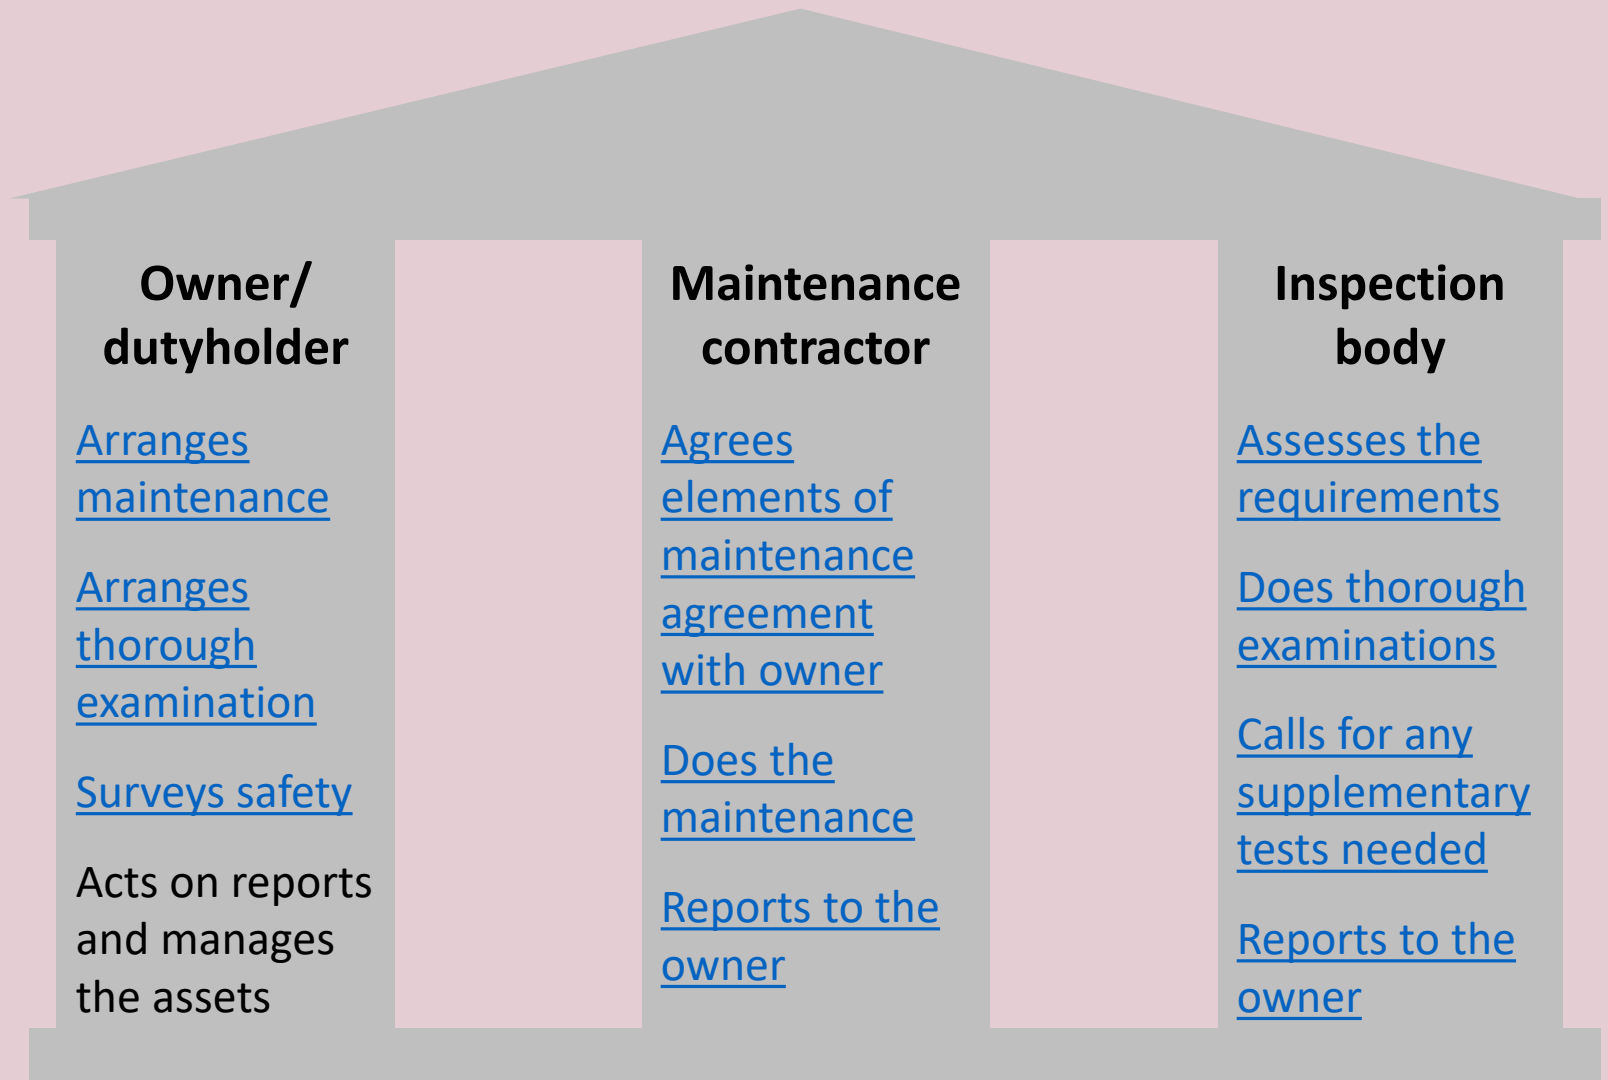 Owner/
dutyholder
Arranges
maintenance
Arranges
thorough
examination
Surveys safety
Acts on reports
and manages
the assets
Maintenance
contractor
Agrees
elements of
maintenance
agreement
with owner
Does the
maintenance
Reports to the
owner
Inspection
body
Assesses the
requirements
Does thorough
examinations
Calls for any
supplementary
tests needed
Reports to the
owner